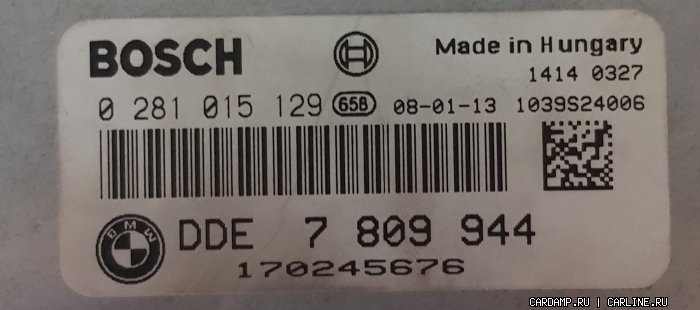 BOSCH
Made in Hungary
1414 0327
0 281 015 129 658 08-01-13 1039S24006
BMW DDE 7 809 944
170245676
CARDAMP.RU | CARLINE.RU